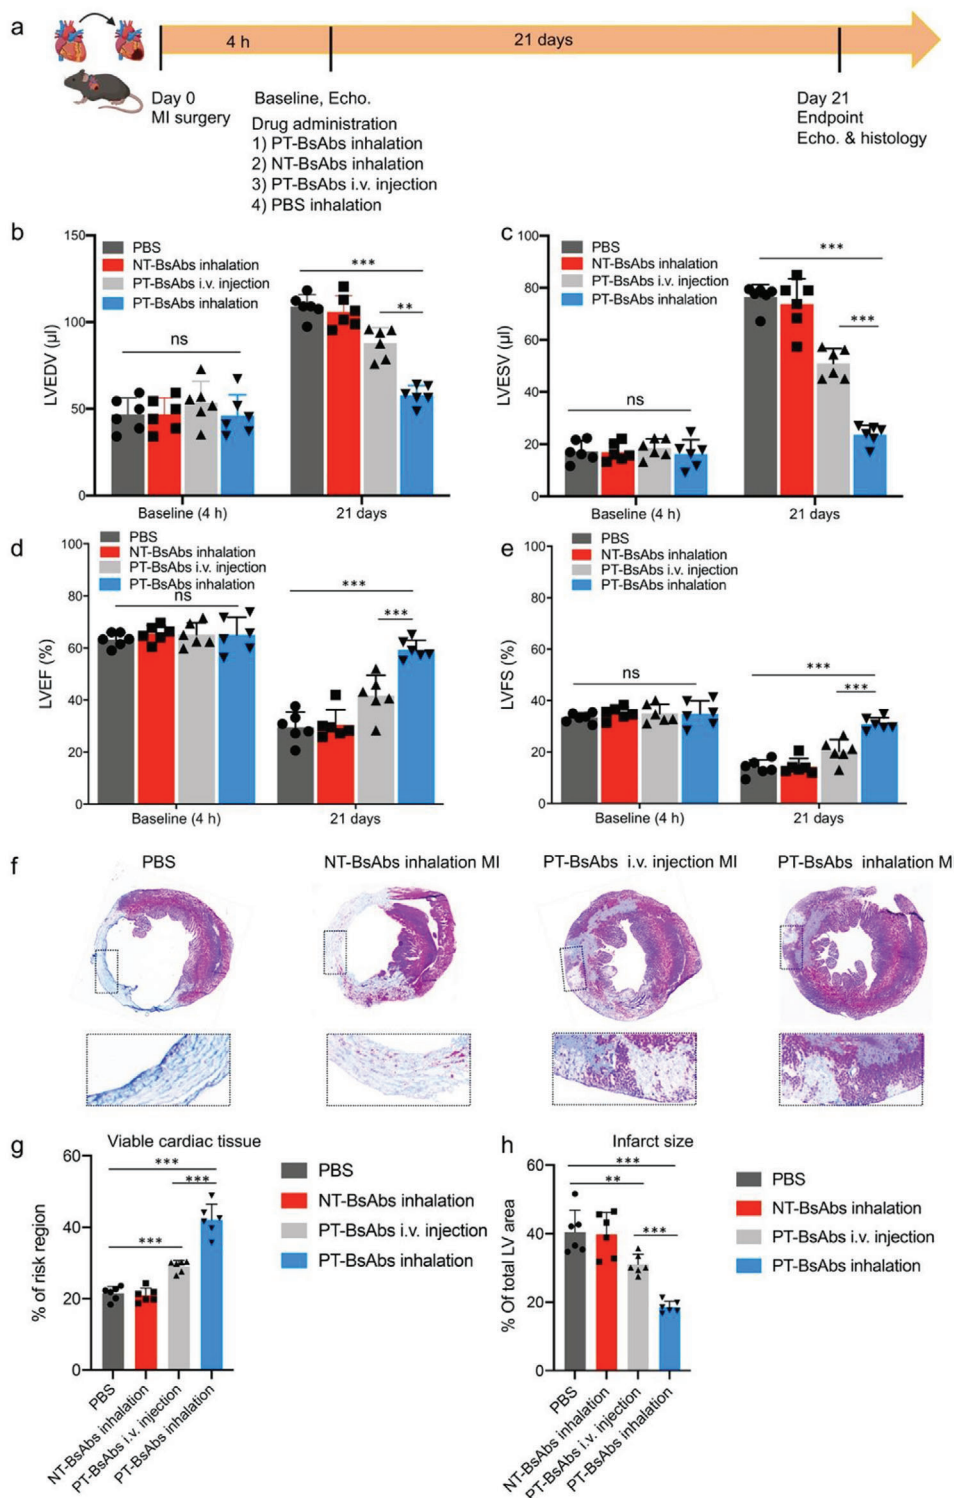 a
4 h
21 days
Day 0
MI surgery
Baseline, Echo.
Drug administration
1) PT-BsAbs inhalation
2) NT-BsAbs inhalation
3) PT-BsAbs i.v. injection
4) PBS inhalation
Day 21
Endpoint
Echo. & histology
b
150
100
50
0
LVEDV (µl)
PBS
NT-BsAbs inhalation
PT-BsAbs i.v. injection
PT-BsAbs inhalation
ns
***
**
Baseline (4 h)
21 days
c
100
80
60
40
20
0
LVESV (µl)
PBS
NT-BsAbs inhalation
PT-BsAbs i.v. injection
PT-BsAbs inhalation
ns
***
***
Baseline (4 h)
21 days
d
100
80
60
40
20
0
LVEF (%)
PBS
NT-BsAbs inhalation
PT-BsAbs i.v. injection
PT-BsAbs inhalation
ns
***
***
Baseline (4 h)
21 days
e
100
80
60
40
20
0
LVFS (%)
PBS
NT-BsAbs inhalation
PT-BsAbs i.v. injection
PT-BsAbs inhalation
ns
***
***
Baseline (4 h)
21 days
f
PBS
NT-BsAbs inhalation MI
PT-BsAbs i.v. injection MI
PT-BsAbs inhalation M
g
Viable cardiac tissue
60
40
20
0
% of risk region
***
***
***
PBS
NT-BsAbs inhalation
PT-BsAbs i.v. injection
PT-BsAbs inhalation
PBS
NT-BsAbs inhalation
PT-BsAbs i.v. injection
PT-BsAbs inhalation
h
Infarct size
60
40
20
0
% Of total LV area
***
**
***
PBS
NT-BsAbs inhalation
PT-BsAbs i.v. injection
PT-BsAbs inhalation
PBS
NT-BsAbs inhalation
PT-BsAbs i.v. injection
PT-BsAbs inhalation